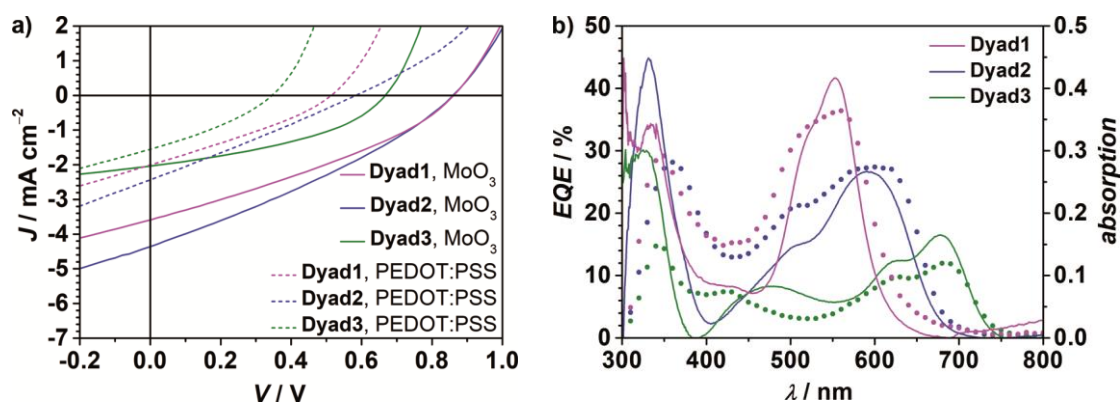 a)
J / mA cm⁻²
2
1
0
-1
-2
-3
-4
-5
-6
-7
-0.2
0.0
0.2
0.4
0.6
0.8
1.0
V / V
Dyad1, MoO₃
Dyad2, MoO₃
Dyad3, MoO₃
Dyad1, PEDOT:PSS
Dyad2, PEDOT:PSS
Dyad3, PEDOT:PSS
b)
EQE / %
50
40
30
20
10
0
300
400
500
600
700
800
λ / nm
Dyad1
Dyad2
Dyad3
0.5
0.4
0.3
0.2
0.1
0.0
absorption